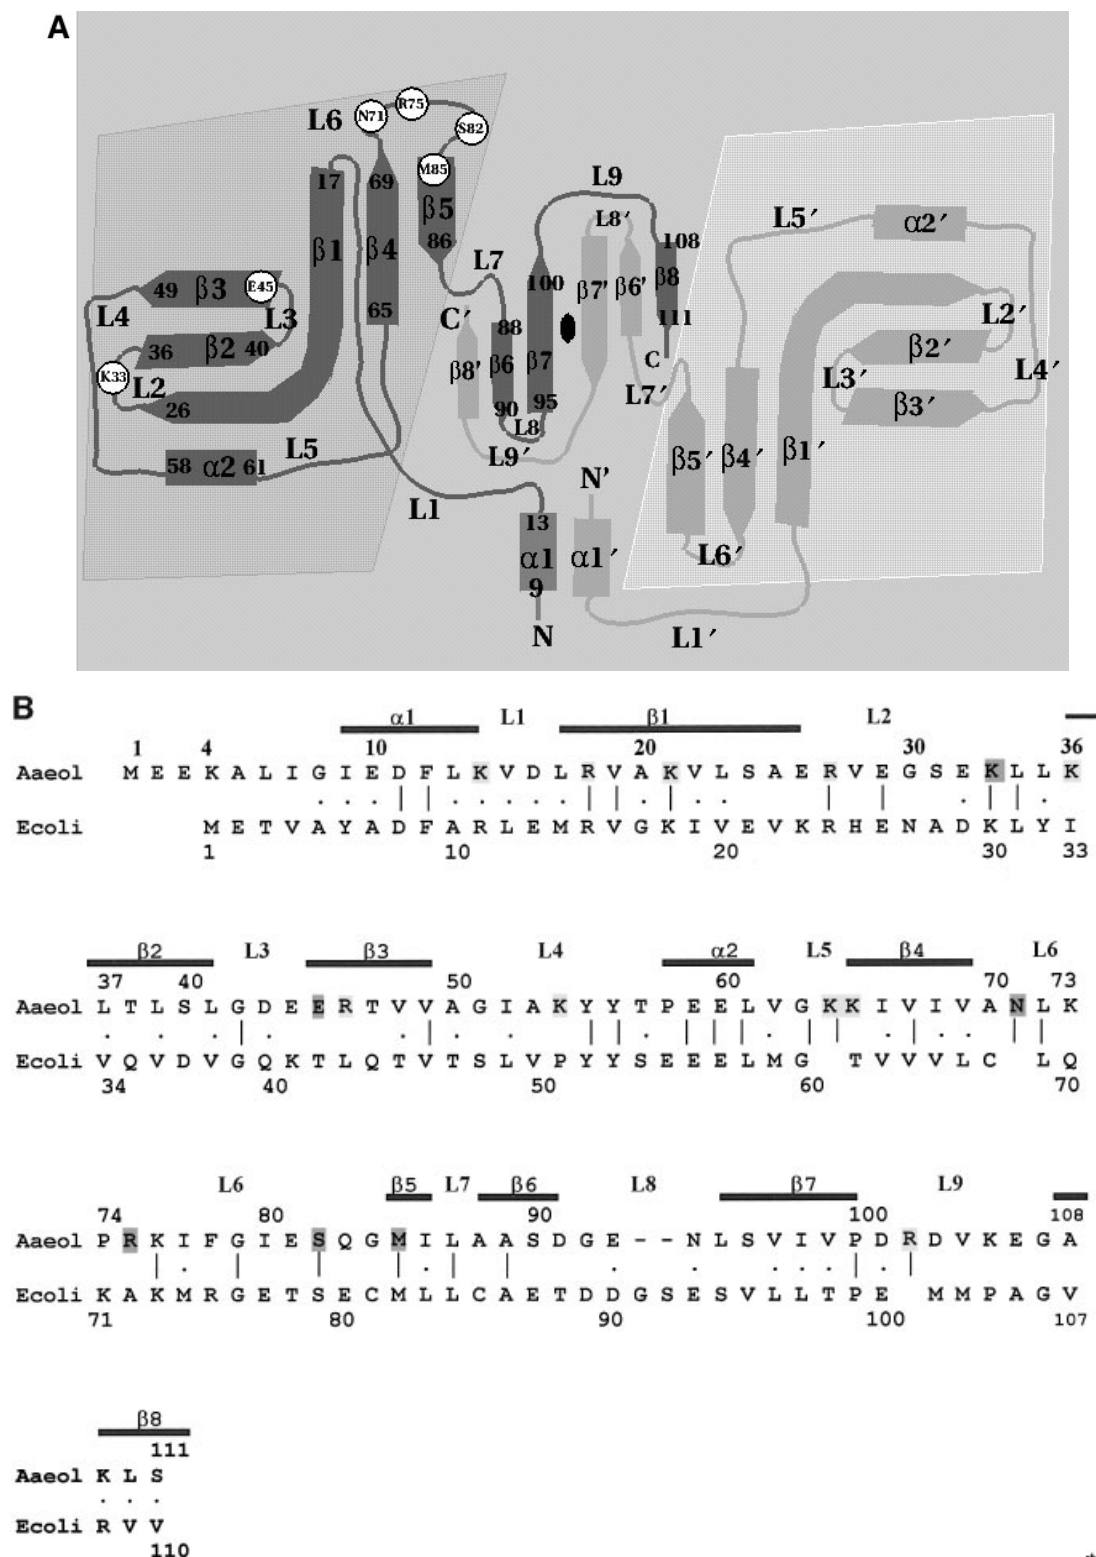 A
N71 R75
L6 S82
M85
17 69 L9
β5 L8′ L5′ α2′
β1 β4 86 L7 108
E45
49 β3 100 β7′ β6′ β8
L4 L3 65 C′ L2′
36 β2 40 88 111 β2′
K33 β8′ β6 β7 C L3′ L4′
L2 L7′
26 90 95 β3′
L8
58 α2 61 L5 L9′ β5′ β4′ β1′
N'
L1
13 L6′
α1 α1′
9
N L1′
B
α1 L1 β1 L2
1 4 10 20 30 36
Aaeol M E E K A L I G I E D F L K V D L R V A K V L S A E R V E G S E K L L K
Ecoli M E T V A Y A D F A R L E M R V G K I V E V K R H E N A D K L Y I
1 10 20 30 33
β2 L3 β3 L4 α2 L5 β4 L6
37 40 50 60 70 73
Aaeol L T L S L G D E E R T V V A G I A K Y Y T P E E L V G K K I V I V A N L K
Ecoli V Q V D V G Q K T L Q T V T S L V P Y Y S E E E L M G T V V V L C L Q
34 40 50 60 70
L6 β5 L7 β6 L8 β7 L9
74 80 90 100 108
Aaeol P R K I F G I E S Q G M I L A A S D G E - - N L S V I V P D R D V K E G A
Ecoli K A K M R G E T S E C M L L C A E T D D G S E S V L L T P E M M P A G V
71 80 90 100 107
β8
111
Aaeol K L S
Ecoli R V V
110